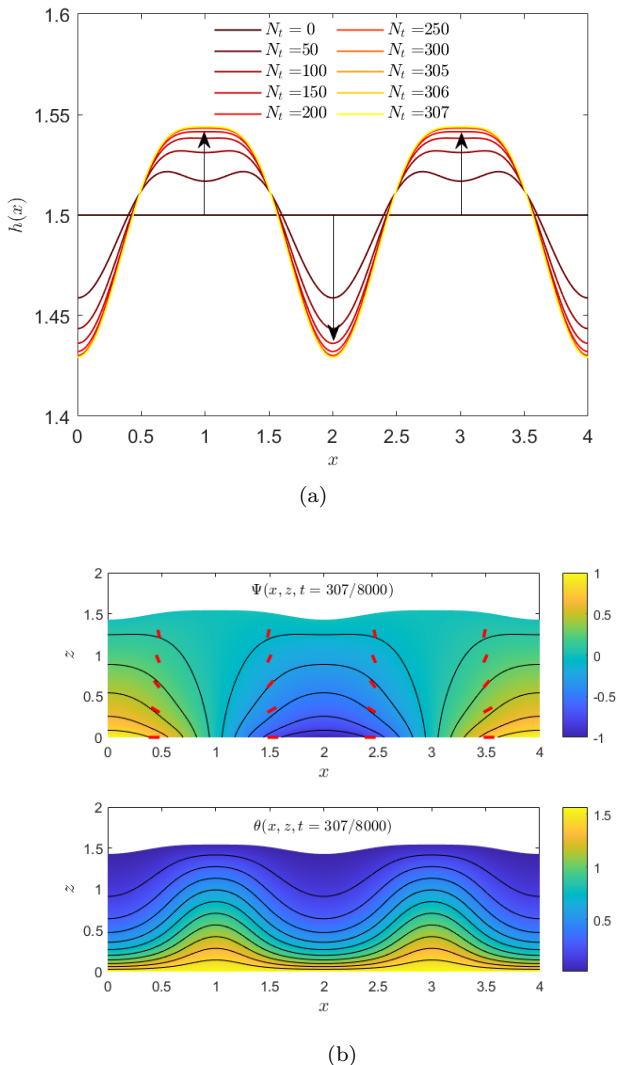 1.6
1.55
1.5
1.45
1.4
h(x)
N_t = 0
N_t =50
N_t =100
N_t =150
N_t =200
N_t =250
N_t =300
N_t =305
N_t =306
N_t =307
0 0.5 1 1.5 2 2.5 3 3.5 4
x
(a)
2
1.5
1
0.5
0
z
Ψ(x, z, t = 307/8000)
0 0.5 1 1.5 2 2.5 3 3.5 4
x
1
0
-1
2
1.5
1
0.5
0
z
θ(x, z, t = 307/8000)
0 0.5 1 1.5 2 2.5 3 3.5 4
x
1.5
1
0.5
(b)